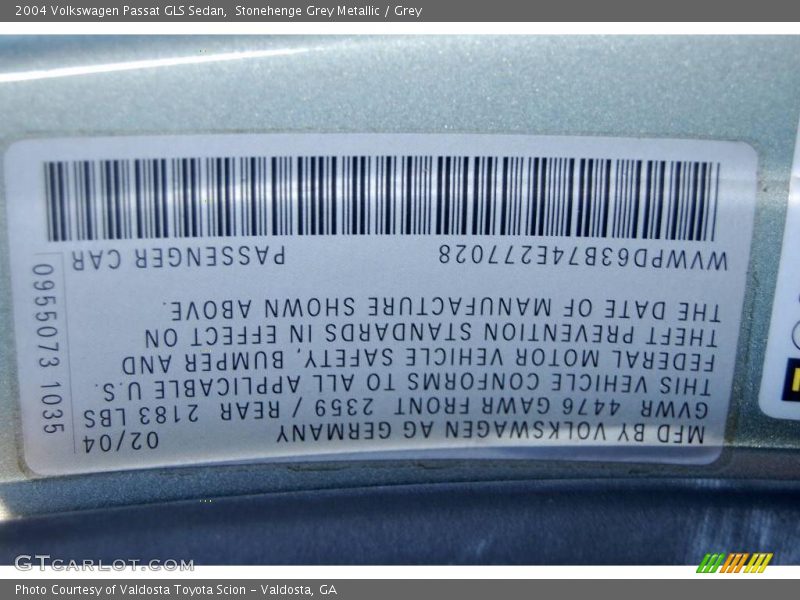 2004 Volkswagen Passat GLS Sedan,  Stonehenge Grey Metallic / Grey
MFD BY VOLKSWAGEN AG GERMANY 02/04
GVWR 4476 GAWR FRONT 2359 / REAR 2183 LBS
THIS VEHICLE CONFORMS TO ALL APPLICABLE U.S.
FEDERAL MOTOR VEHICLE SAFETY, BUMPER AND
THEFT PREVENTION STANDARDS IN EFFECT ON
THE DATE OF MANUFACTURE SHOWN ABOVE.
WVWPD63B74E277028 PASSENGER CAR
0955073 1035
GTCARLOT.COM
Photo Courtesy of Valdosta Toyota Scion – Valdosta, GA